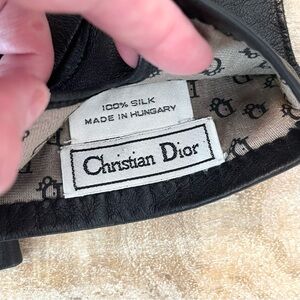 100% SILK
MADE IN HUNGARY
Christian Dior